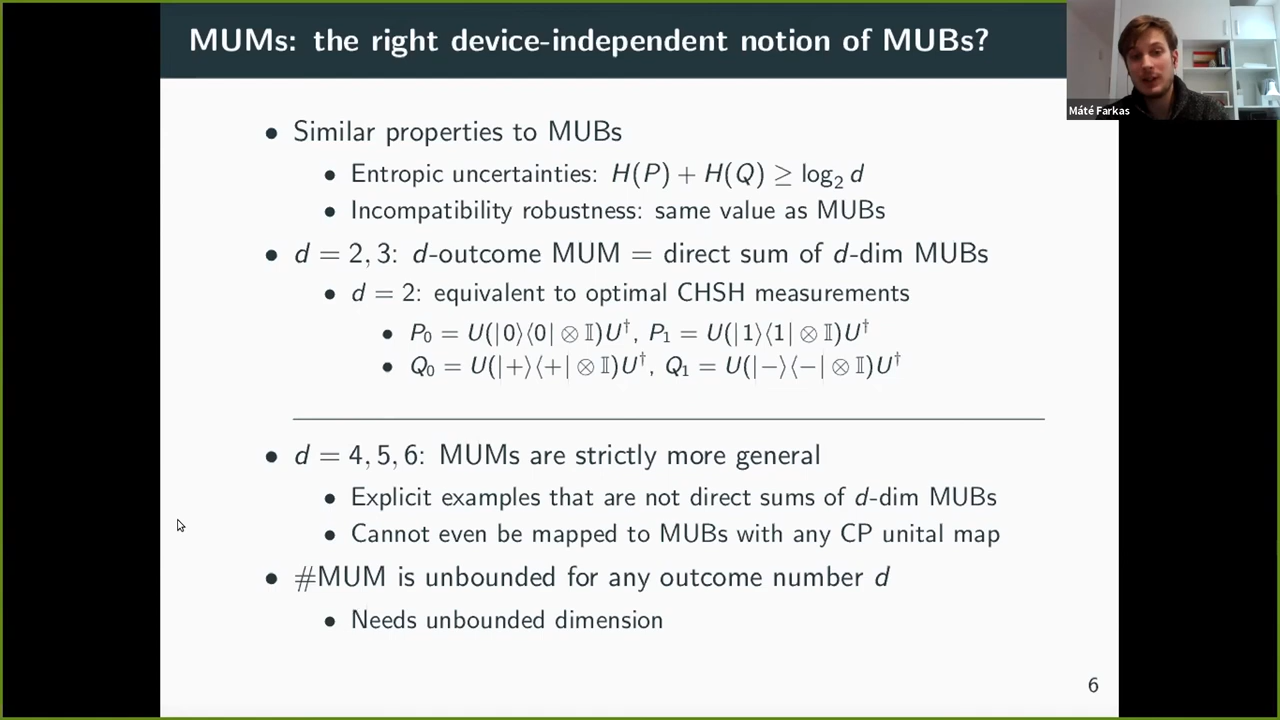 MUMs: the right device-independent notion of MUBs?
Máté Farkas
• Similar properties to MUBs
• Entropic uncertainties: H(P) + H(Q) ≥ log₂ d
• Incompatibility robustness: same value as MUBs
• d = 2, 3: d-outcome MUM = direct sum of d-dim MUBs
• d = 2: equivalent to optimal CHSH measurements
• P₀ = U(|0⟩⟨0| ⊗ 𝕀)U†, P₁ = U(|1⟩⟨1| ⊗ 𝕀)U†
• Q₀ = U(|+⟩⟨+| ⊗ 𝕀)U†, Q₁ = U(|−⟩⟨−| ⊗ 𝕀)U†
• d = 4, 5, 6: MUMs are strictly more general
• Explicit examples that are not direct sums of d-dim MUBs
• Cannot even be mapped to MUBs with any CP unital map
• #MUM is unbounded for any outcome number d
• Needs unbounded dimension
6